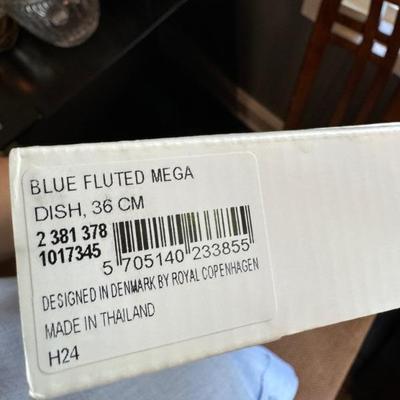 BLUE FLUTED MEGA
DISH, 36 CM
2 381 378
1017345
5 705140 233855
DESIGNED IN DENMARK BY ROYAL COPENHAGEN
MADE IN THAILAND
H24